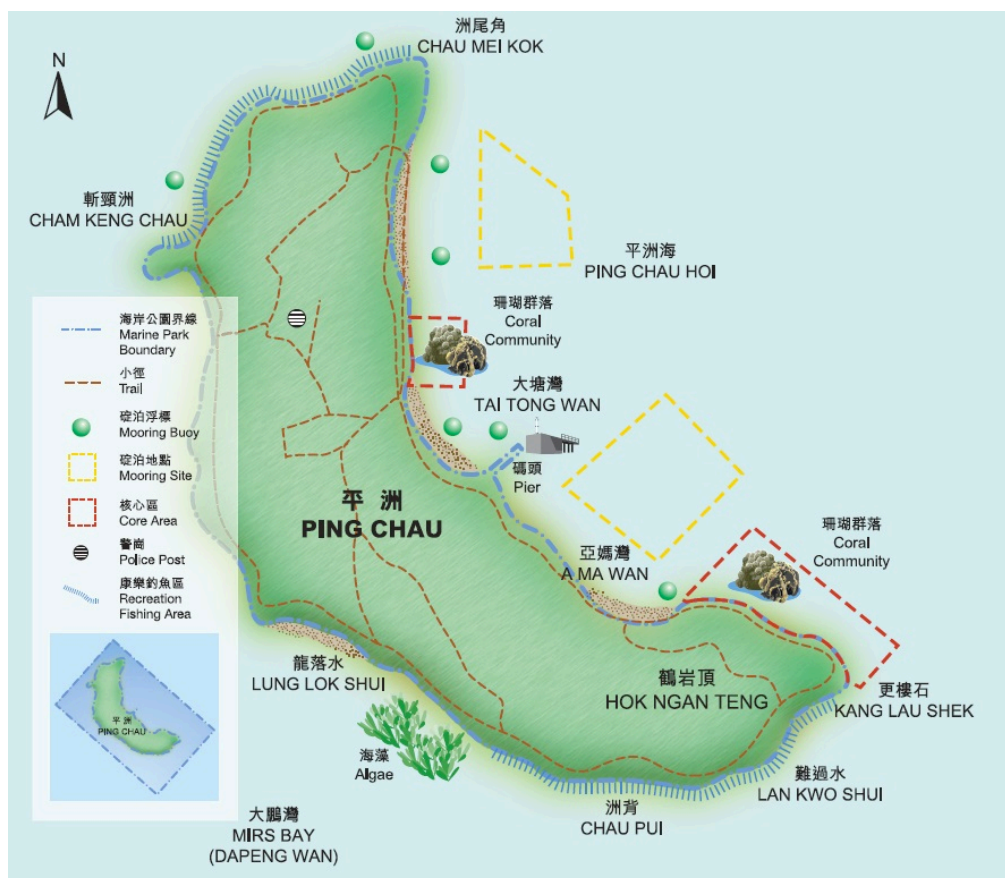 洲尾角
CHAU MEI KOK
N
斬頸洲
CHAM KENG CHAU
平洲海
PING CHAU HOI
珊瑚群落
Coral
Community
大塘灣
TAI TONG WAN
碼頭
Pier
平洲
PING CHAU
亞媽灣
A MA WAN
珊瑚群落
Coral
Community
鶴岩頂
HOK NGAN TENG
更樓石
KANG LAU SHEK
難過水
LAN KWO SHUI
洲背
CHAU PUI
龍落水
LUNG LOK SHUI
海藻
Algae
大鵬灣
MIRS BAY
(DAPENG WAN)
海岸公園界線
Marine Park
Boundary
小徑
Trail
碇泊浮標
Mooring Buoy
碇泊地點
Mooring Site
核心區
Core Area
警崗
Police Post
康樂釣魚區
Recreation
Fishing Area
平洲
PING CHAU